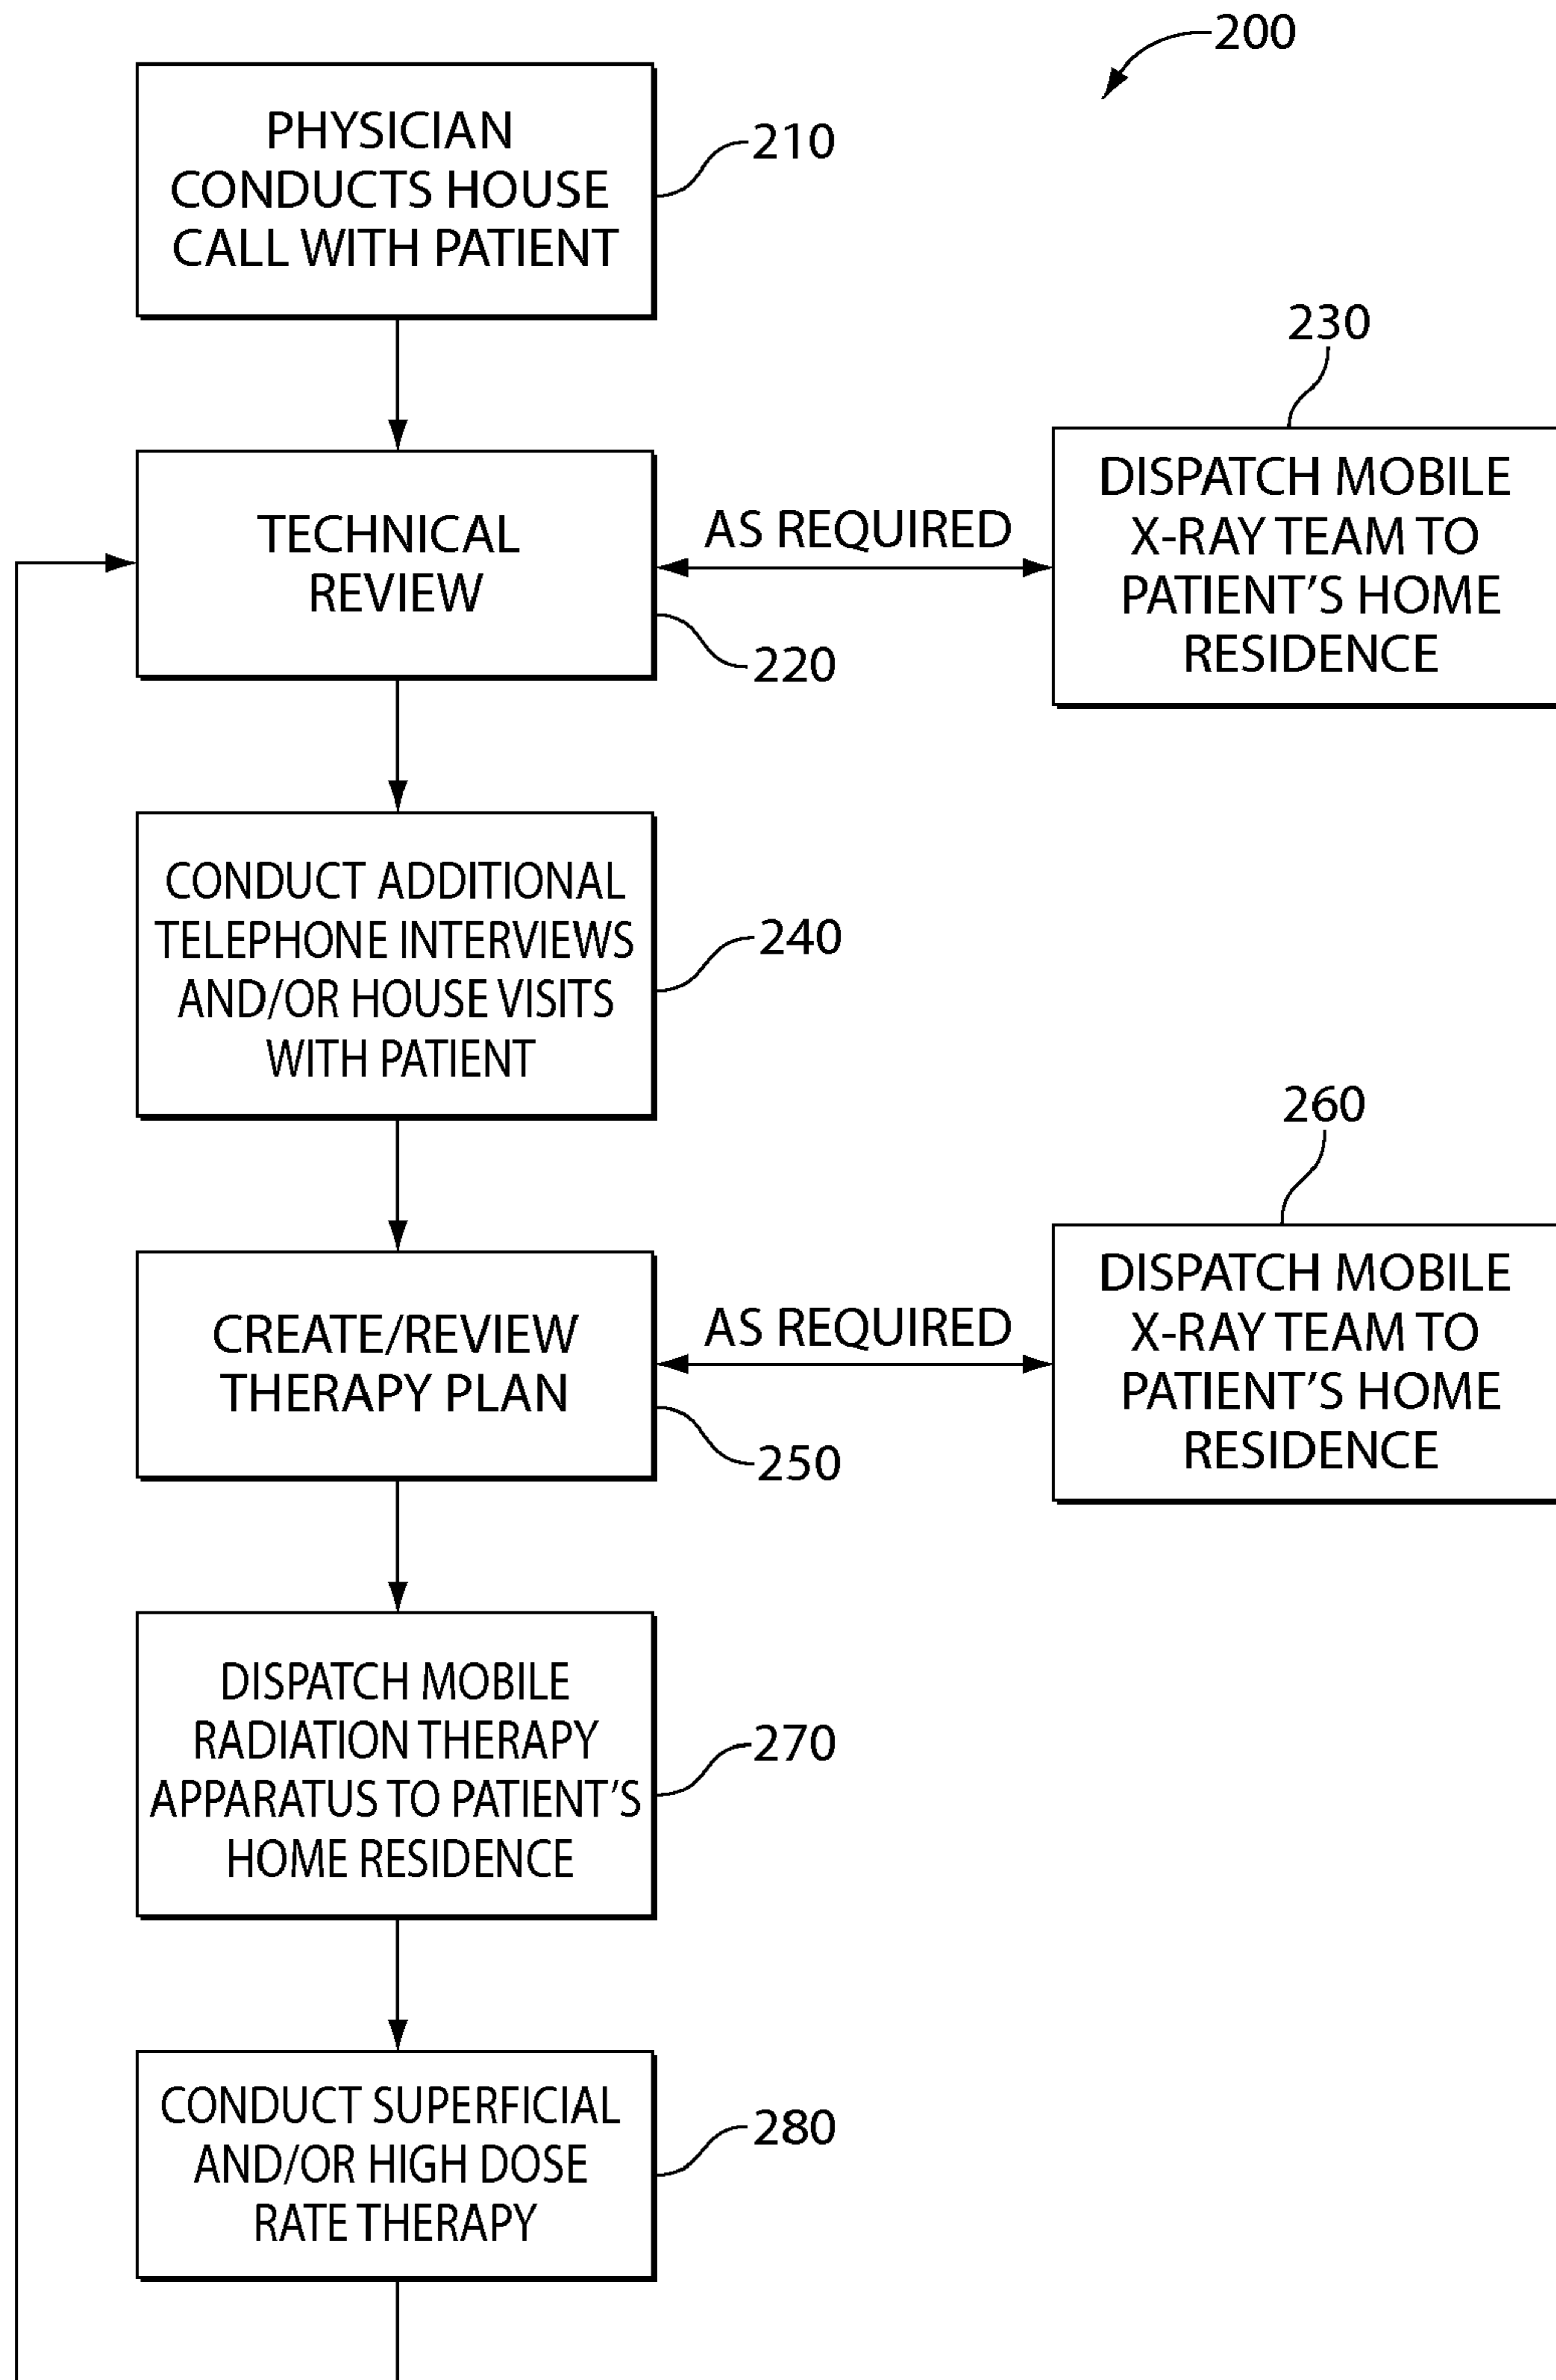 200
PHYSICIAN
CONDUCTS HOUSE
CALL WITH PATIENT
210
230
TECHNICAL
REVIEW
220
AS REQUIRED
DISPATCH MOBILE
X-RAY TEAM TO
PATIENT’S HOME
RESIDENCE
CONDUCT ADDITIONAL
TELEPHONE INTERVIEWS
AND/OR HOUSE VISITS
WITH PATIENT
240
260
CREATE/REVIEW
THERAPY PLAN
250
AS REQUIRED
DISPATCH MOBILE
X-RAY TEAM TO
PATIENT’S HOME
RESIDENCE
DISPATCH MOBILE
RADIATION THERAPY
APPARATUS TO PATIENT’S
HOME RESIDENCE
270
CONDUCT SUPERFICIAL
AND/OR HIGH DOSE
RATE THERAPY
280